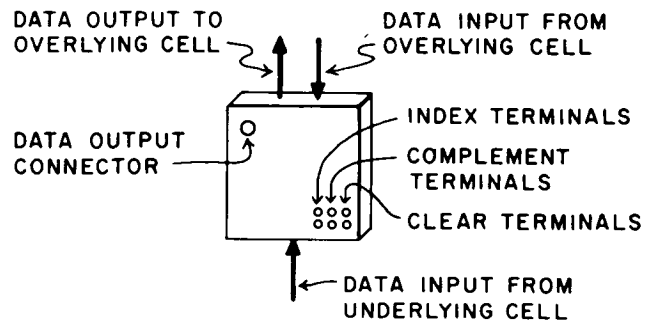 DATA OUTPUT TO
OVERLYING CELL
DATA INPUT FROM
OVERLYING CELL
DATA OUTPUT
CONNECTOR
INDEX TERMINALS
COMPLEMENT
TERMINALS
CLEAR TERMINALS
DATA INPUT FROM
UNDERLYING CELL